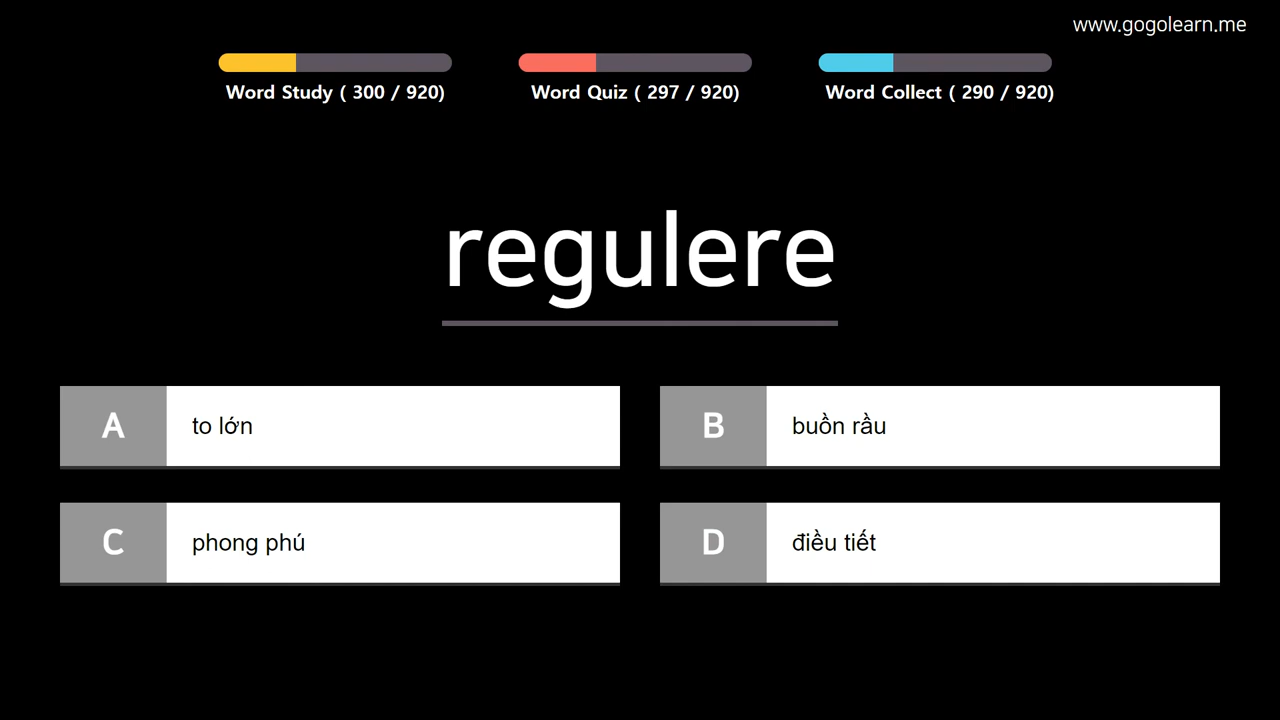 www.gogolearn.me
Word Study ( 300 / 920)
Word Quiz ( 297 / 920)
Word Collect ( 290 / 920)
regulere
A to lớn
B buồn rầu
C phong phú
D điều tiết